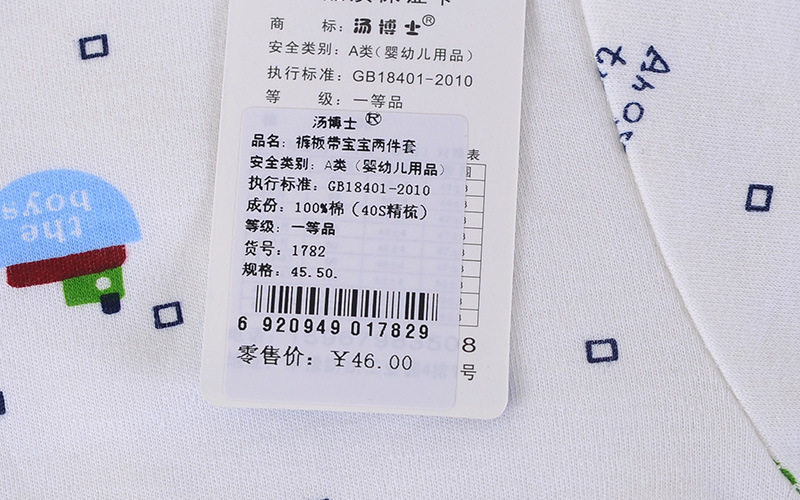 商 标：汤博士®
安全类别：A类（婴幼儿用品）
执行标准：GB18401-2010
等 级：一等品
汤博士®
品名：裤板带宝宝两件套
安全类别：A类（婴幼儿用品）
执行标准：GB18401-2010
成份：100%棉（40S精梳）
等级：一等品
货号：1782
规格：45.50.
6 920949 017829
零售价：￥46.00
表
8
号
the
boys